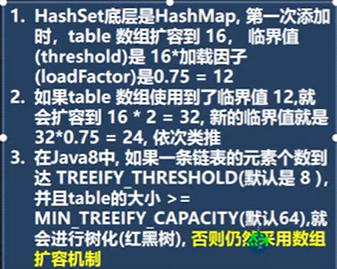 1. HashSet底层是HashMap, 第一次添加
时，table 数组扩容到 16， 临界值
(threshold)是 16*加载因子
(loadFactor)是0.75 = 12
2. 如果table 数组使用到了临界值 12,就
会扩容到 16 * 2 = 32, 新的临界值就是
32*0.75 = 24, 依次类推
3. 在Java8中, 如果一条链表的元素个数到
达 TREEIFY_THRESHOLD(默认是 8 )，
并且table的大小 >=
MIN_TREEIFY_CAPACITY(默认64),就
会进行树化(红黑树), 否则仍然采用数组
扩容机制